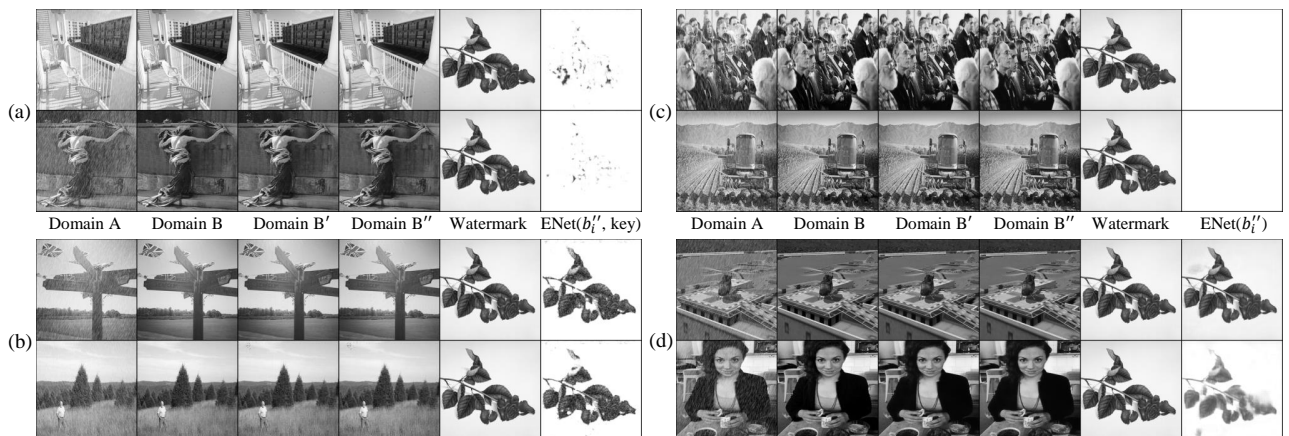 (a)
(c)
Domain A Domain B Domain B′ Domain B′′ Watermark ENet(b′′ᵢ, key)
Domain A Domain B Domain B′ Domain B′′ Watermark ENet(b′′ᵢ)
(b)
(d)